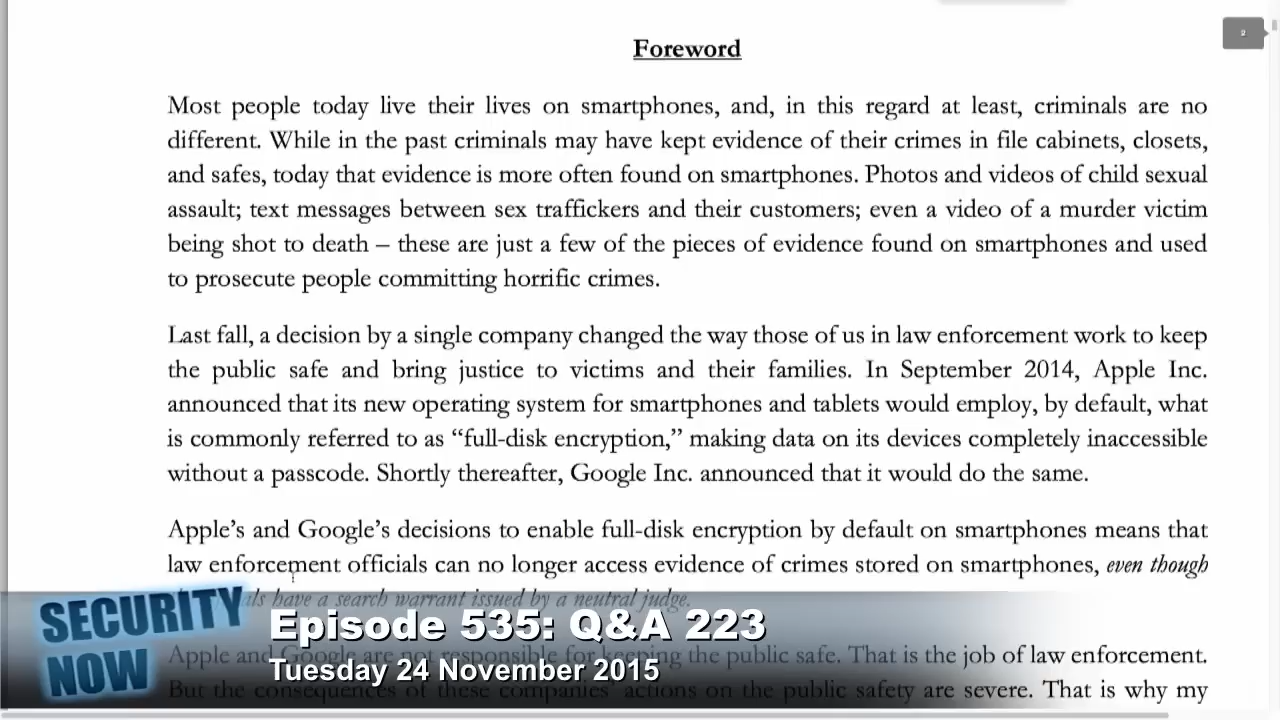 2
Foreword
Most people today live their lives on smartphones, and, in this regard at least, criminals are no
different. While in the past criminals may have kept evidence of their crimes in file cabinets, closets,
and safes, today that evidence is more often found on smartphones. Photos and videos of child sexual
assault; text messages between sex traffickers and their customers; even a video of a murder victim
being shot to death – these are just a few of the pieces of evidence found on smartphones and used
to prosecute people committing horrific crimes.
Last fall, a decision by a single company changed the way those of us in law enforcement work to keep
the public safe and bring justice to victims and their families. In September 2014, Apple Inc.
announced that its new operating system for smartphones and tablets would employ, by default, what
is commonly referred to as “full-disk encryption,” making data on its devices completely inaccessible
without a passcode. Shortly thereafter, Google Inc. announced that it would do the same.
Apple’s and Google’s decisions to enable full-disk encryption by default on smartphones means that
law enforcement officials can no longer access evidence of crimes stored on smartphones, even though
have a search warrant issued by a neutral judge.
Apple and Google are not responsible for keeping the public safe. That is the job of law enforcement.
But the consequences of these companies’ actions on the public safety are severe. That is why my
SECURITY NOW
Episode 535: Q&A 223
Tuesday 24 November 2015